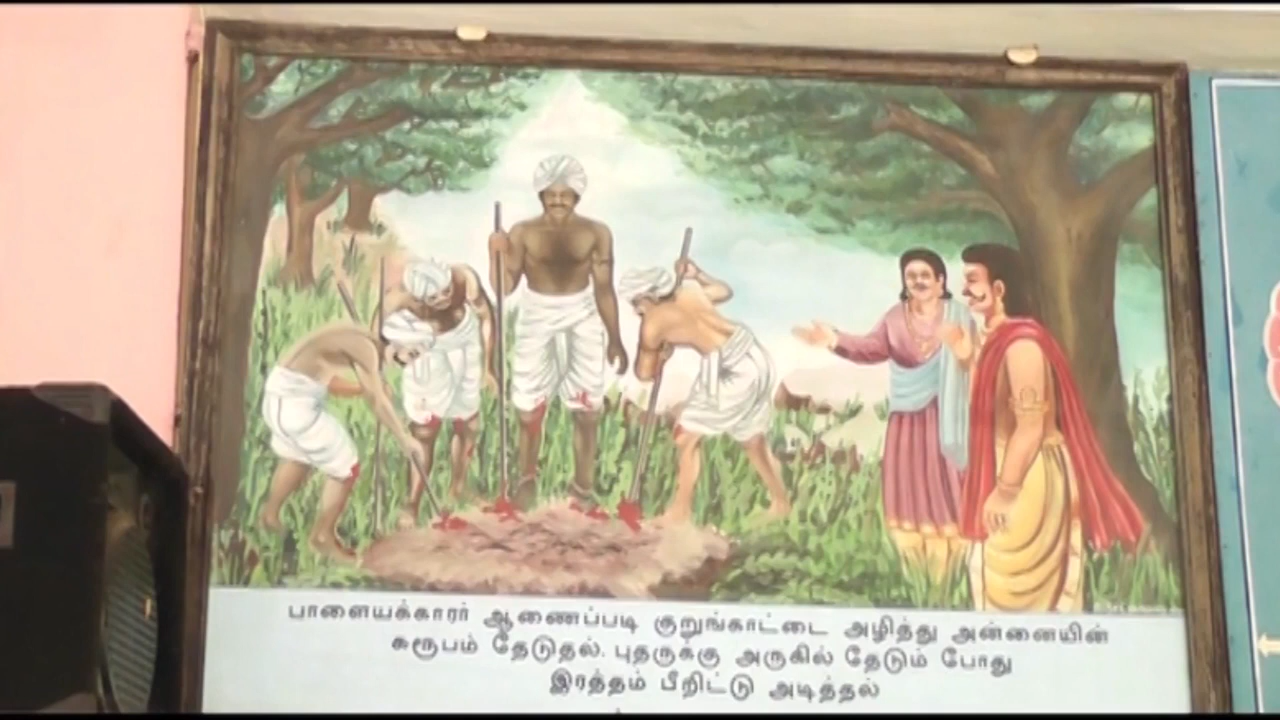 பாளையக்காரர் ஆணைப்படி குறுங்காட்டை அழித்து அன்னையின்
சுரூபம் தேடுதல். புதருக்கு அருகில் தேடும் போது
இரத்தம் பீறிட்டு அடித்தல்